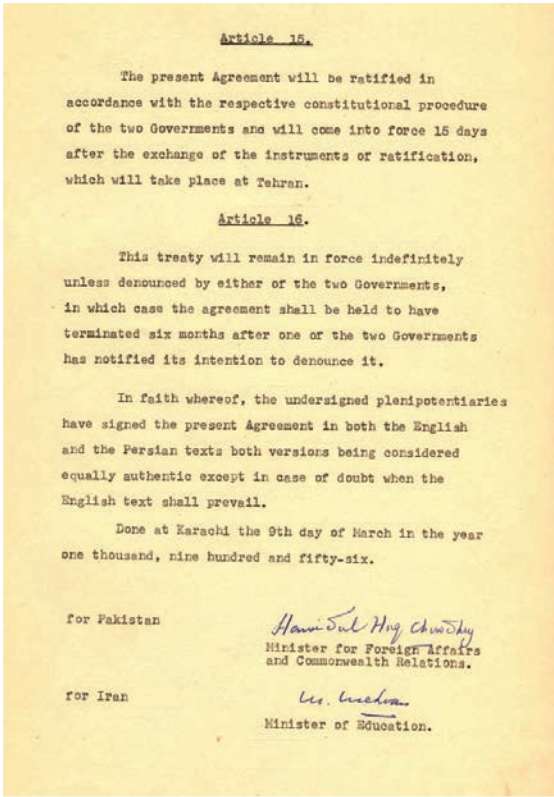 Article 15.
The present Agreement will be ratified in
accordance with the respective constitutional procedure
of the two Governments and will come into force 15 days
after the exchange of the instruments of ratification,
which will take place at Tehran.
Article 16.
This treaty will remain in force indefinitely
unless denounced by either of the two Governments,
in which case the agreement shall be held to have
terminated six months after one of the two Governments
has notified its intention to denounce it.
In faith whereof, the undersigned plenipotentiaries
have signed the present Agreement in both the English
and the Persian texts both versions being considered
equally authentic except in case of doubt when the
English text shall prevail.
Done at Karachi the 9th day of March in the year
one thousand, nine hundred and fifty-six.
for Pakistan
Huq Chowdhry
Minister for Foreign Affairs
and Commonwealth Relations.
for Iran
M.
Minister of Education.